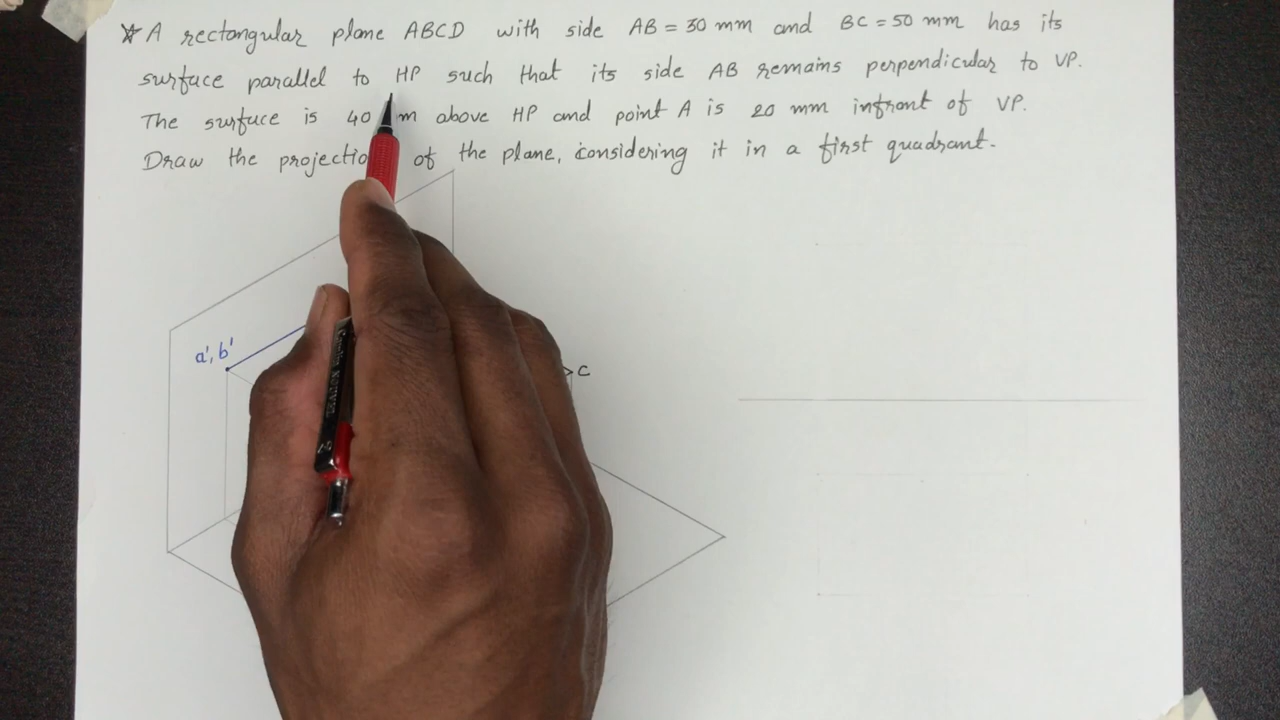 ☆ A rectangular plane ABCD with side AB = 30 mm and BC = 50 mm has its
surface parallel to HP such that its side AB remains perpendicular to VP.
The surface is 40 m above HP and point A is 20 mm infront of VP.
Draw the projectio of the plane, considering it in a first quadrant.
a', b'
C